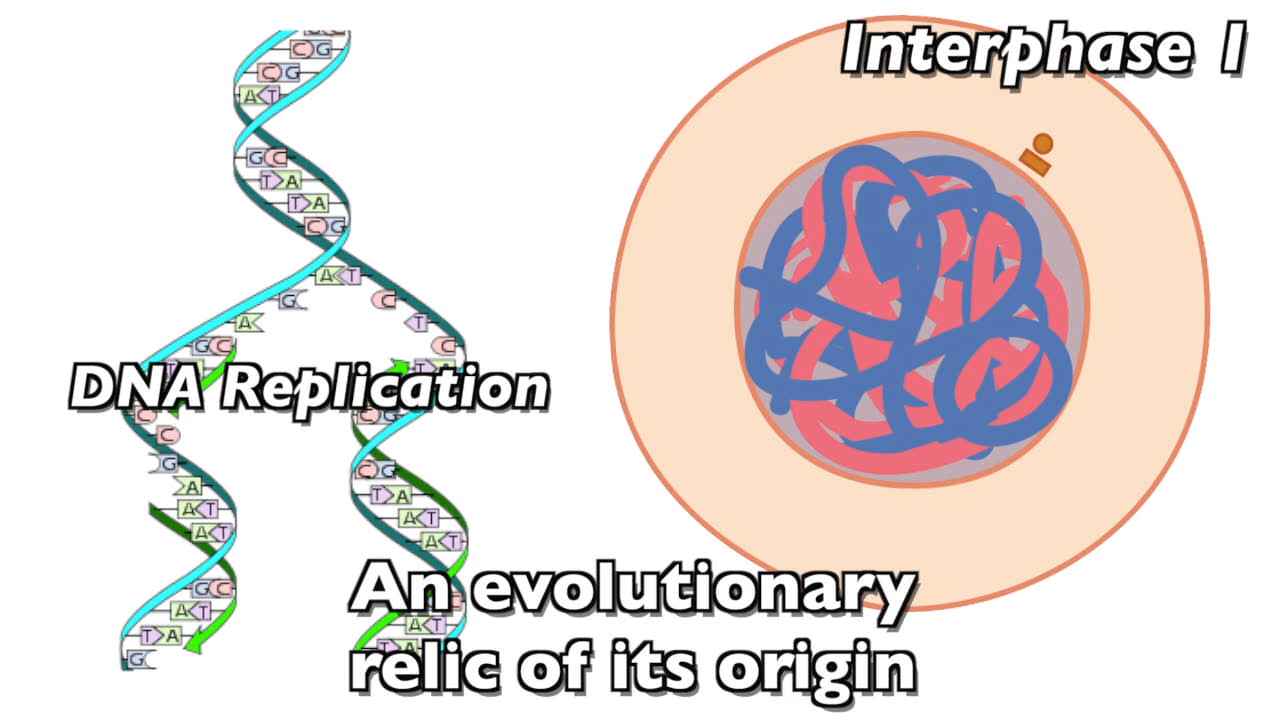 Interphase I
C G
C G
A T
G C
T A
T A
C G
A T
G C
A T
G C C
DNA Replication
C C G
C
G C G
A T A
A T A T
A T A T
G C
An evolutionary
A T A T
T A
relic of its origin
G